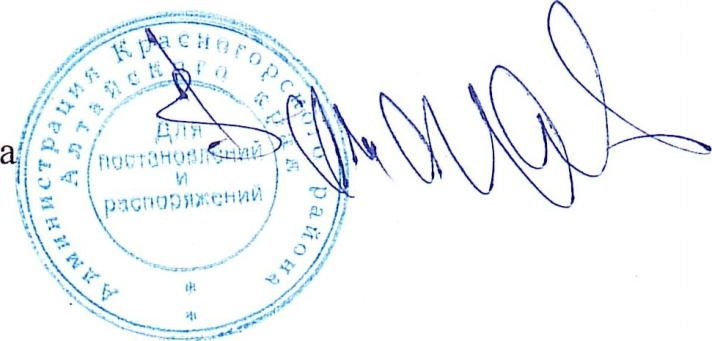 а
Администрация Красногорского района
Алтайского края
Для
постановлений
и
распоряжений